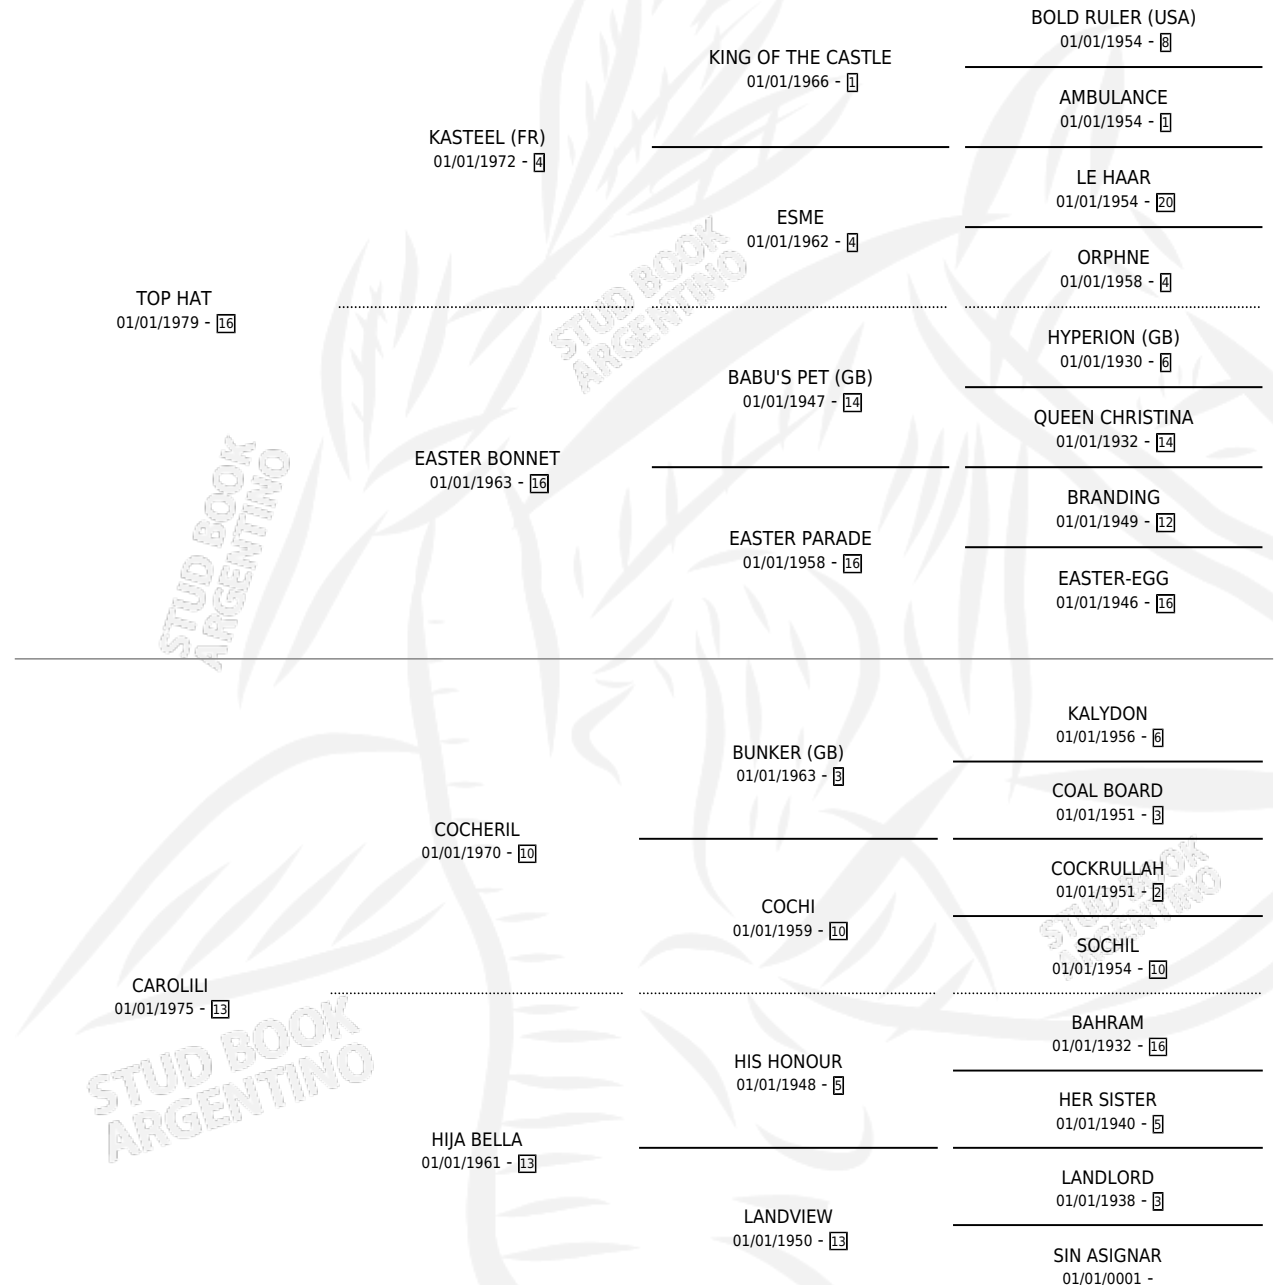 BOLD RULER (USA)
01/01/1954 - 8
KING OF THE CASTLE
01/01/1966 - 1
AMBULANCE
01/01/1954 - 1
KASTEEL (FR)
01/01/1972 - 4
LE HAAR
01/01/1954 - 20
ESME
01/01/1962 - 4
ORPHNE
01/01/1958 - 4
TOP HAT
01/01/1979 - 16
HYPERION (GB)
01/01/1930 - 6
BABU'S PET (GB)
01/01/1947 - 14
QUEEN CHRISTINA
01/01/1932 - 14
EASTER BONNET
01/01/1963 - 16
BRANDING
01/01/1949 - 12
EASTER PARADE
01/01/1958 - 16
EASTER-EGG
01/01/1946 - 16
KALYDON
01/01/1956 - 6
BUNKER (GB)
01/01/1963 - 3
COAL BOARD
01/01/1951 - 3
COCHERIL
01/01/1970 - 10
COCKRULLAH
01/01/1951 - 2
COCHI
01/01/1959 - 10
SOCHIL
01/01/1954 - 10
CAROLILI
01/01/1975 - 13
BAHRAM
01/01/1932 - 16
HIS HONOUR
01/01/1948 - 5
HER SISTER
01/01/1940 - 5
HIJA BELLA
01/01/1961 - 13
LANDLORD
01/01/1938 - 3
LANDVIEW
01/01/1950 - 13
SIN ASIGNAR
01/01/0001 -
STUD BOOK
ARGENTINO
STUD BOOK
ARGENTINO
STUD BOOK
ARGENTINO
STUD BOOK
ARGENTINO